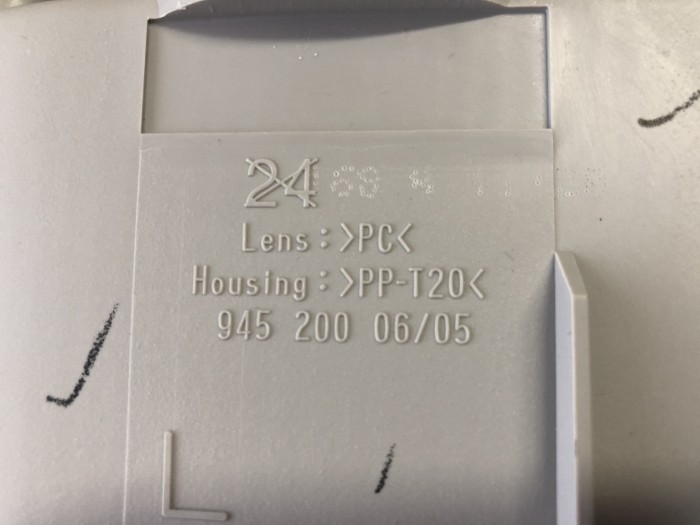 24
Lens:>PC<
Housing:>PP-T20<
945 200 06/05
L